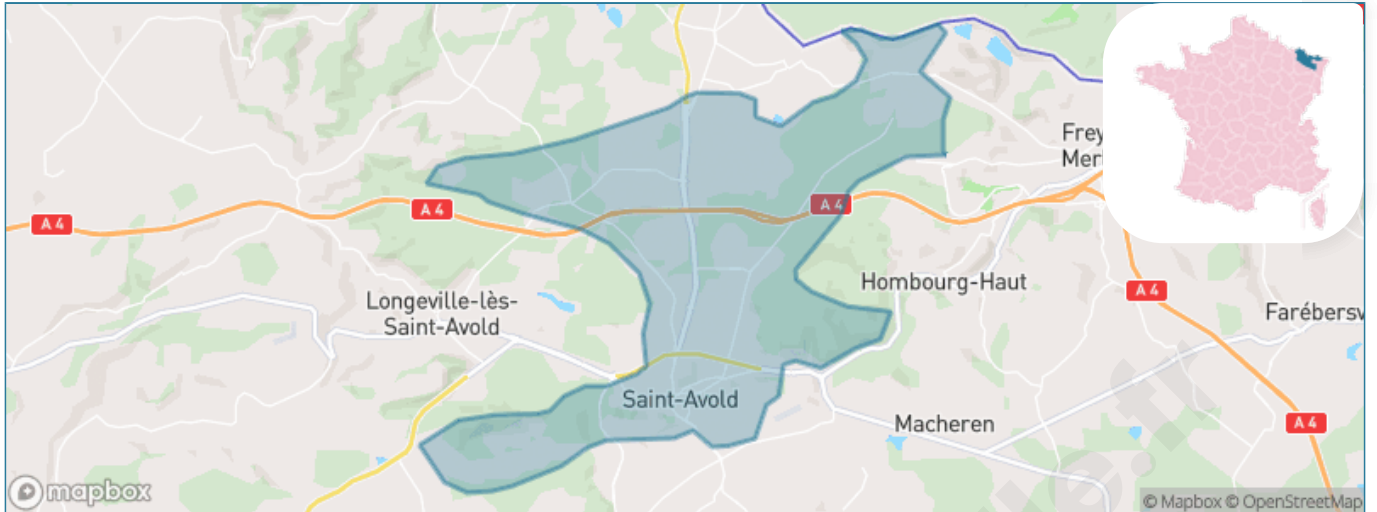 Frey
Mer
A 4
A 4
A 4
Hombourg-Haut
A 4
Longeville-lès-
Saint-Avold
Farébersv
Saint-Avold
Macheren
A 4
mapbox
© Mapbox © OpenStreetMap